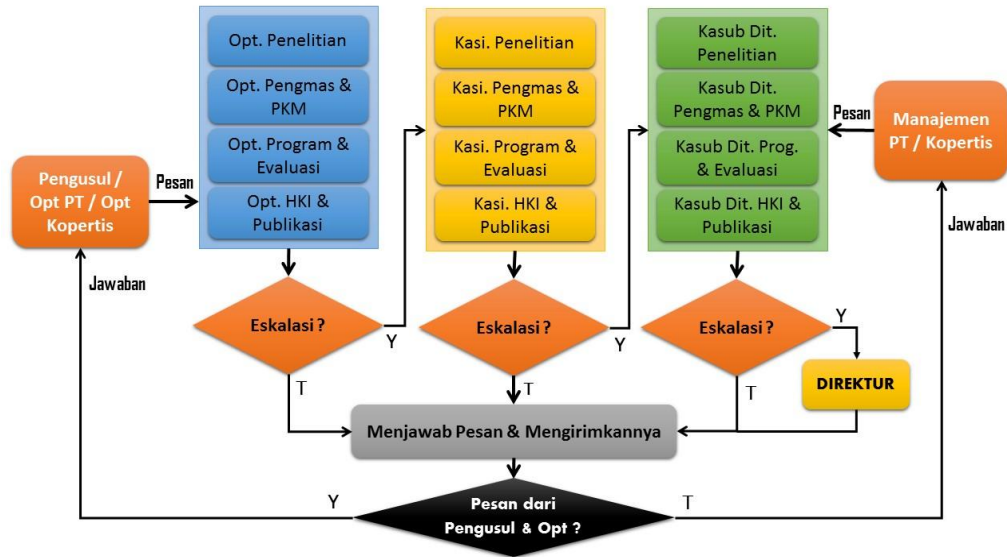 Opt. Penelitian
Opt. Pengmas &
PKM
Opt. Program &
Evaluasi
Opt. HKI &
Publikasi
Kasi. Penelitian
Kasi. Pengmas &
PKM
Kasi. Program &
Evaluasi
Kasi. HKI &
Publikasi
Kasub Dit.
Penelitian
Kasub Dit.
Pengmas & PKM
Kasub Dit. Prog.
& Evaluasi
Kasub Dit. HKI &
Publikasi
Pengusul /
Opt PT / Opt
Kopertis
Pesan
Jawaban
Pesan
Manajemen
PT / Kopertis
Jawaban
Eskalasi ?
Y
T
Eskalasi ?
Y
T
Eskalasi ?
Y
T
DIREKTUR
Menjawab Pesan & Mengirimkannya
Y
Pesan dari
Pengusul & Opt ?
T